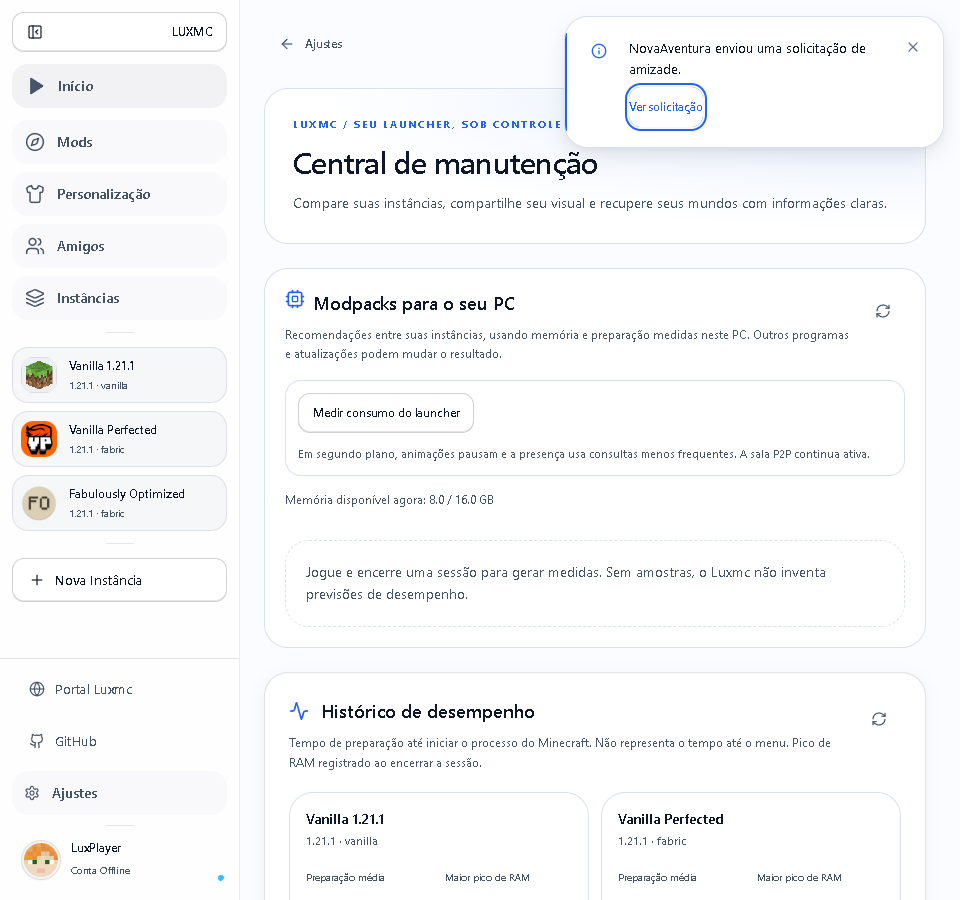 LUXMC
Início
Mods
Personalização
Amigos
Instâncias
Vanilla 1.21.1
1.21.1 · vanilla
Vanilla Perfected
1.21.1 · fabric
FO
Fabulously Optimized
1.21.1 · fabric
Nova Instância
Portal Luxmc
GitHub
Ajustes
LuxPlayer
Conta Offline
Ajustes
NovaAventura enviou uma solicitação de
amizade.
Ver solicitação
LUXMC / SEU LAUNCHER, SOB CONTROLE
Central de manutenção
Compare suas instâncias, compartilhe seu visual e recupere seus mundos com informações claras.
Modpacks para o seu PC
Recomendações entre suas instâncias, usando memória e preparação medidas neste PC. Outros programas
e atualizações podem mudar o resultado.
Medir consumo do launcher
Em segundo plano, animações pausam e a presença usa consultas menos frequentes. A sala P2P continua ativa.
Memória disponível agora: 8.0 / 16.0 GB
Jogue e encerre uma sessão para gerar medidas. Sem amostras, o Luxmc não inventa
previsões de desempenho.
Histórico de desempenho
Tempo de preparação até iniciar o processo do Minecraft. Não representa o tempo até o menu. Pico de
RAM registrado ao encerrar a sessão.
Vanilla 1.21.1
1.21.1 · vanilla
Preparação média
Maior pico de RAM
Vanilla Perfected
1.21.1 · fabric
Preparação média
Maior pico de RAM